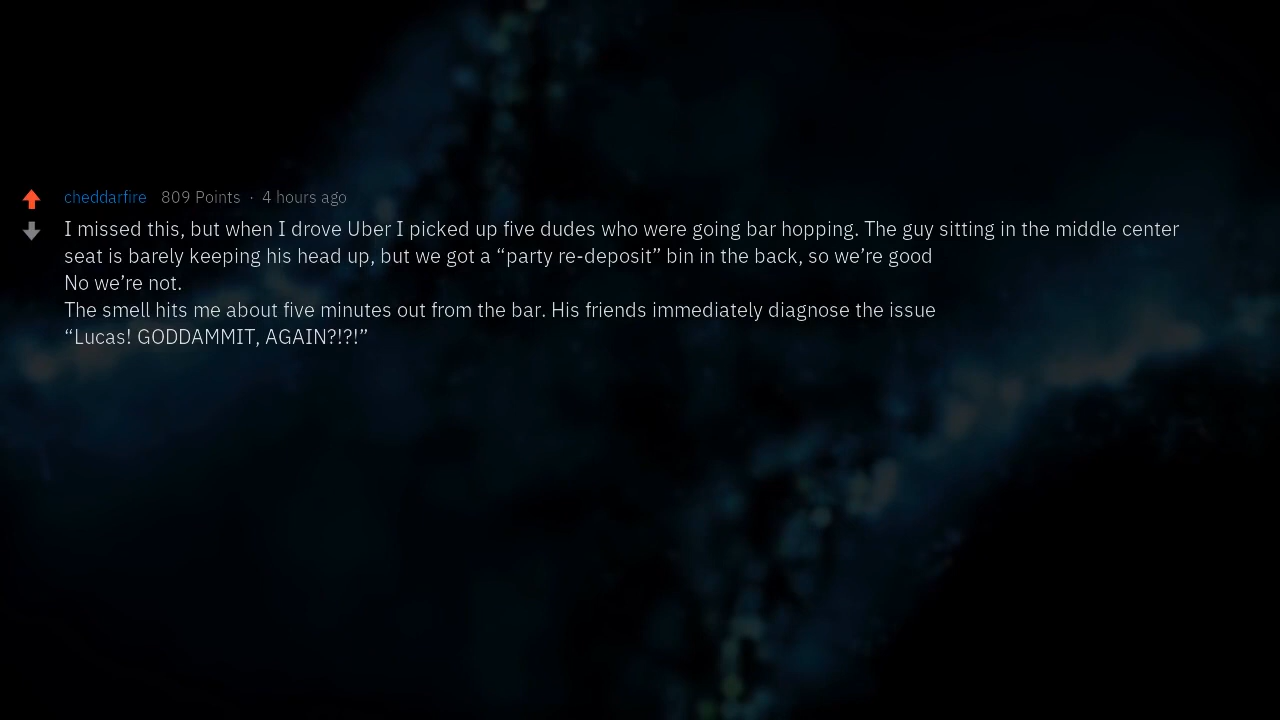 cheddarfire 809 Points · 4 hours ago
I missed this, but when I drove Uber I picked up five dudes who were going bar hopping. The guy sitting in the middle center
seat is barely keeping his head up, but we got a “party re-deposit” bin in the back, so we’re good
No we’re not.
The smell hits me about five minutes out from the bar. His friends immediately diagnose the issue
“Lucas! GODDAMMIT, AGAIN?!?!”